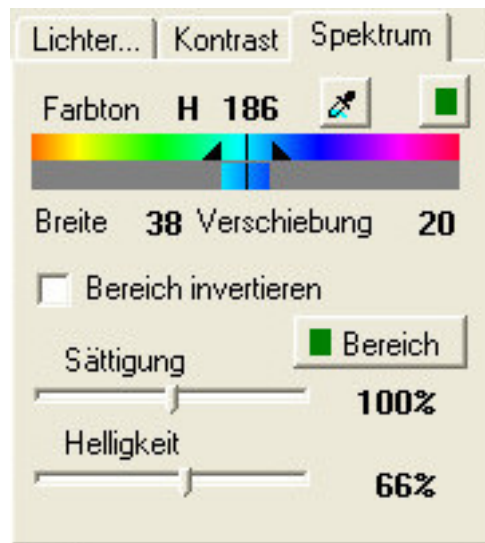 Lichter... Kontrast Spektrum
Farbton H 186
Breite 38 Verschiebung 20
Bereich invertieren
Bereich
Sättigung
100%
Helligkeit
66%